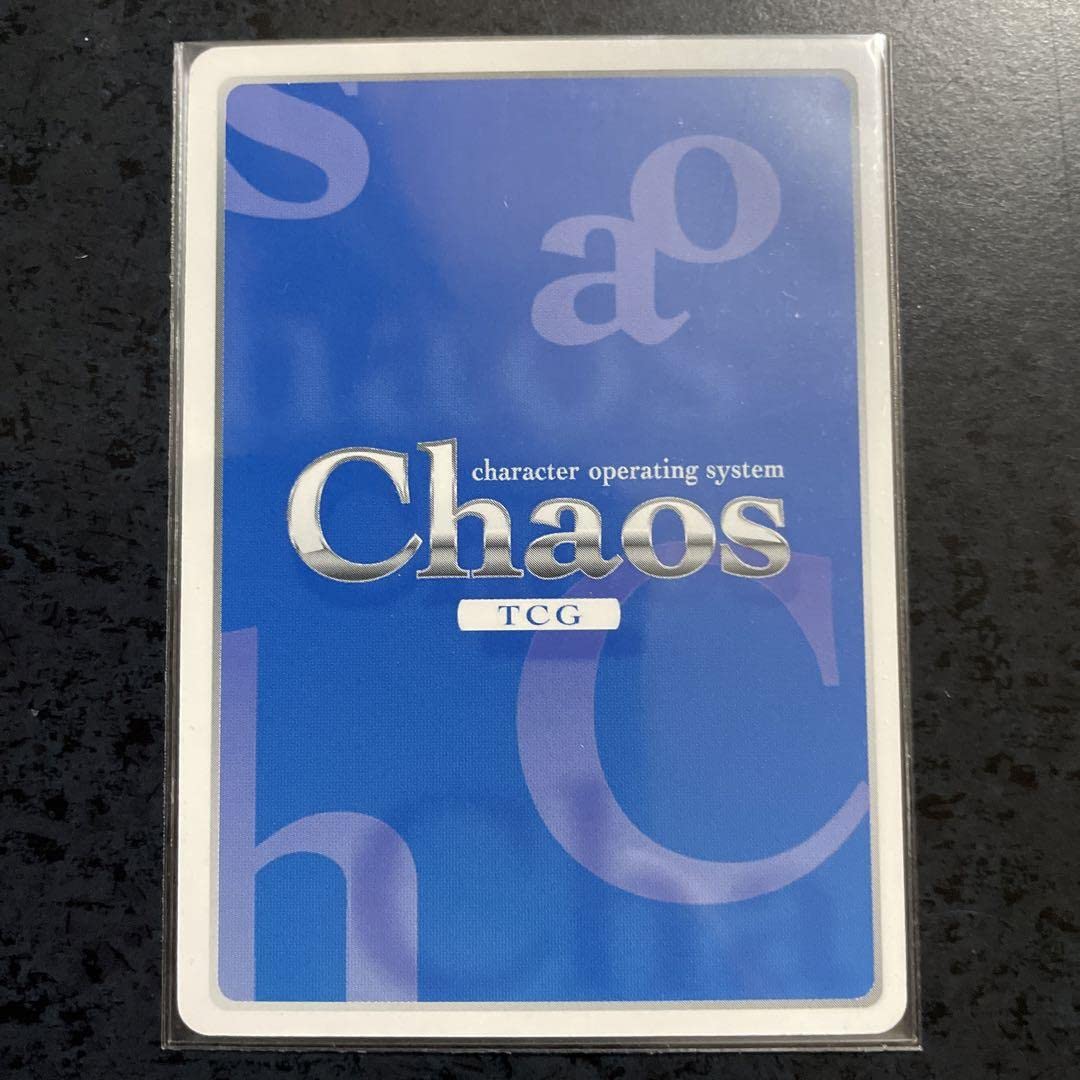 s
o
a
character operating system
Chaos
TCG
C
h